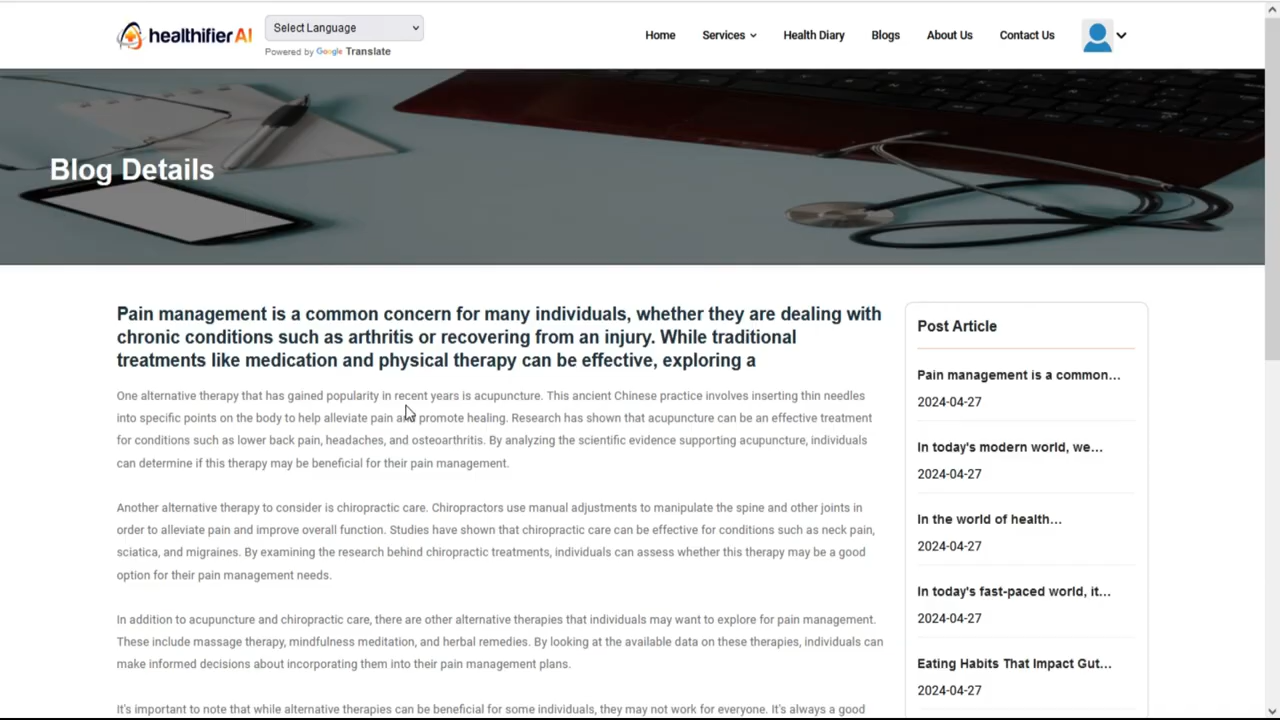 healthifierAI
Select Language
Powered by Google Translate
Home
Services
Health Diary
Blogs
About Us
Contact Us
Blog Details
Pain management is a common concern for many individuals, whether they are dealing with
chronic conditions such as arthritis or recovering from an injury. While traditional
treatments like medication and physical therapy can be effective, exploring a
One alternative therapy that has gained popularity in recent years is acupuncture. This ancient Chinese practice involves inserting thin needles
into specific points on the body to help alleviate pain and promote healing. Research has shown that acupuncture can be an effective treatment
for conditions such as lower back pain, headaches, and osteoarthritis. By analyzing the scientific evidence supporting acupuncture, individuals
can determine if this therapy may be beneficial for their pain management.
Another alternative therapy to consider is chiropractic care. Chiropractors use manual adjustments to manipulate the spine and other joints in
order to alleviate pain and improve overall function. Studies have shown that chiropractic care can be effective for conditions such as neck pain,
sciatica, and migraines. By examining the research behind chiropractic treatments, individuals can assess whether this therapy may be a good
option for their pain management needs.
In addition to acupuncture and chiropractic care, there are other alternative therapies that individuals may want to explore for pain management.
These include massage therapy, mindfulness meditation, and herbal remedies. By looking at the available data on these therapies, individuals can
make informed decisions about incorporating them into their pain management plans.
It's important to note that while alternative therapies can be beneficial for some individuals, they may not work for everyone. It's always a good
Post Article
Pain management is a common...
2024-04-27
In today's modern world, we...
2024-04-27
In the world of health...
2024-04-27
In today's fast-paced world, it...
2024-04-27
Eating Habits That Impact Gut...
2024-04-27